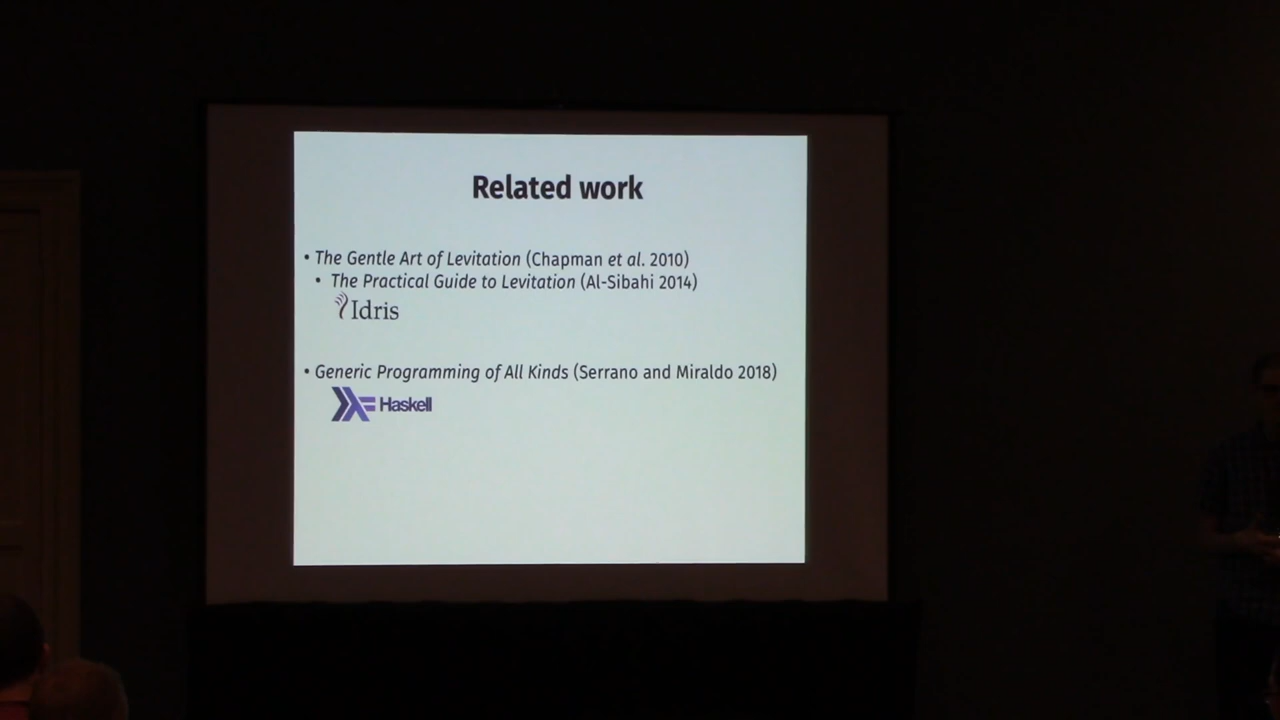 Related work
• The Gentle Art of Levitation (Chapman et al. 2010)
• The Practical Guide to Levitation (Al-Sibahi 2014)
Idris
• Generic Programming of All Kinds (Serrano and Miraldo 2018)
Haskell